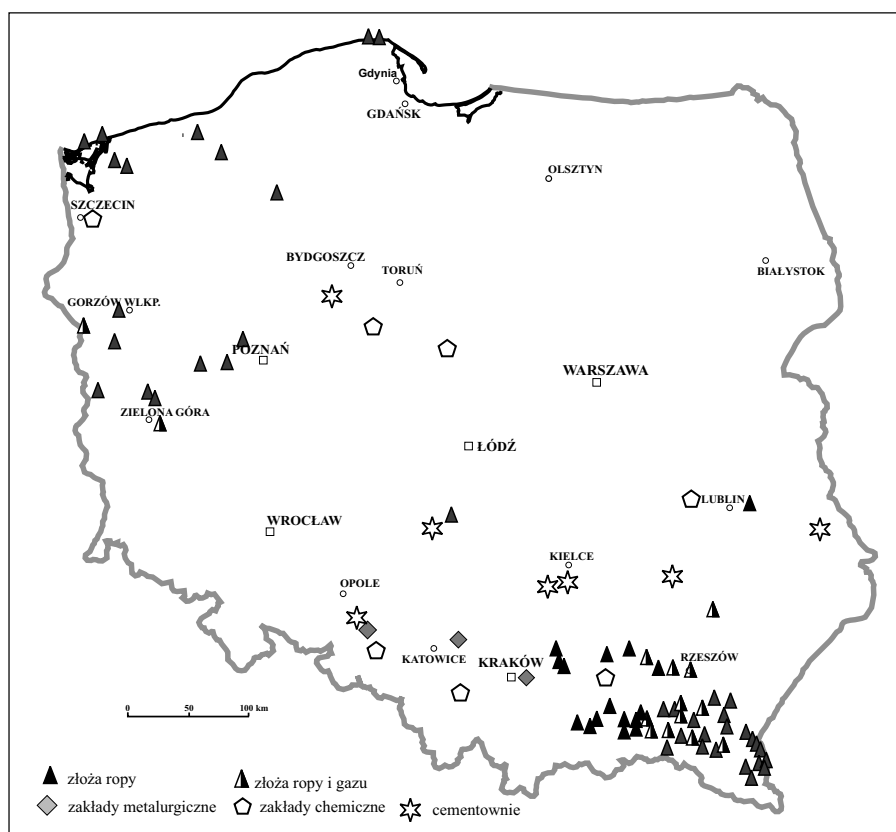 Gdynia
GDAŃSK
OLSZTYN
SZCZECIN
BYDGOSZCZ
TORUŃ
BIAŁYSTOK
GORZÓW WLKP.
POZNAŃ
WARSZAWA
ZIELONA GÓRA
ŁÓDŹ
LUBLIN
WROCŁAW
KIELCE
OPOLE
KATOWICE
KRAKÓW
RZESZÓW
0 50 100 km
złoża ropy złoża ropy i gazu
zakłady metalurgiczne zakłady chemiczne cementownie